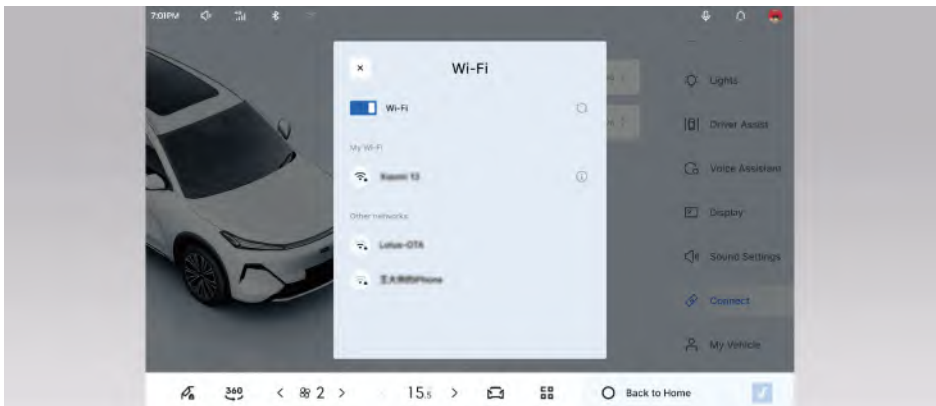 7:01PM
Wi-Fi
Wi-Fi
My Wi-Fi
Xiaomi 13
Other networks
Lotus-OTA
Lights
Driver Assist
Voice Assistant
Display
Sound Settings
Connect
My Vehicle
360
2
15.5
Back to Home